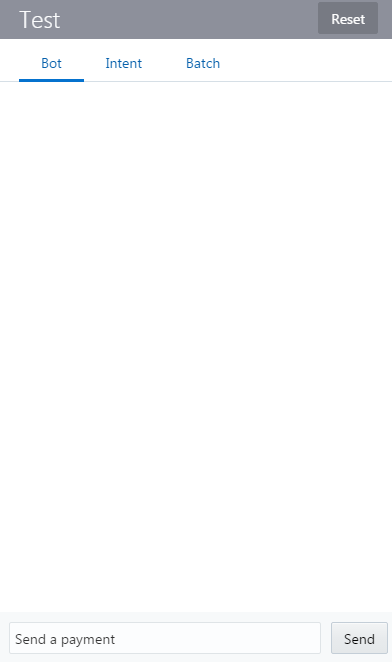 Test Reset
Bot Intent Batch
Send a payment Send